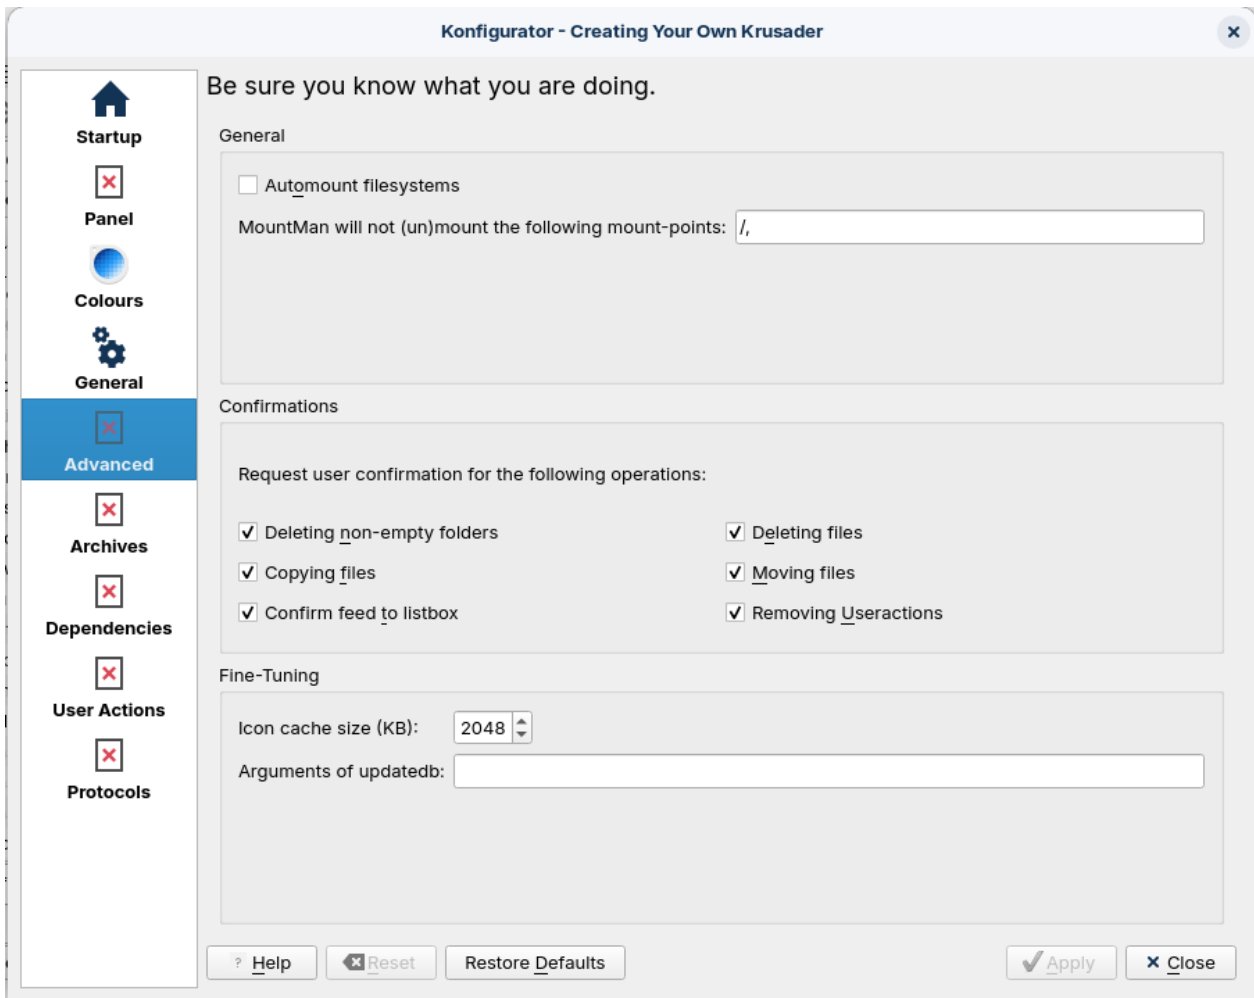 Konfigurator - Creating Your Own Krusader
Startup
Panel
Colours
General
Advanced
Archives
Dependencies
User Actions
Protocols
Be sure you know what you are doing.
General
Automount filesystems
MountMan will not (un)mount the following mount-points: /,
Confirmations
Request user confirmation for the following operations:
Deleting non-empty folders
Deleting files
Copying files
Moving files
Confirm feed to listbox
Removing Useractions
Fine-Tuning
Icon cache size (KB): 2048
Arguments of updatedb:
? Help
Reset
Restore Defaults
Apply
Close